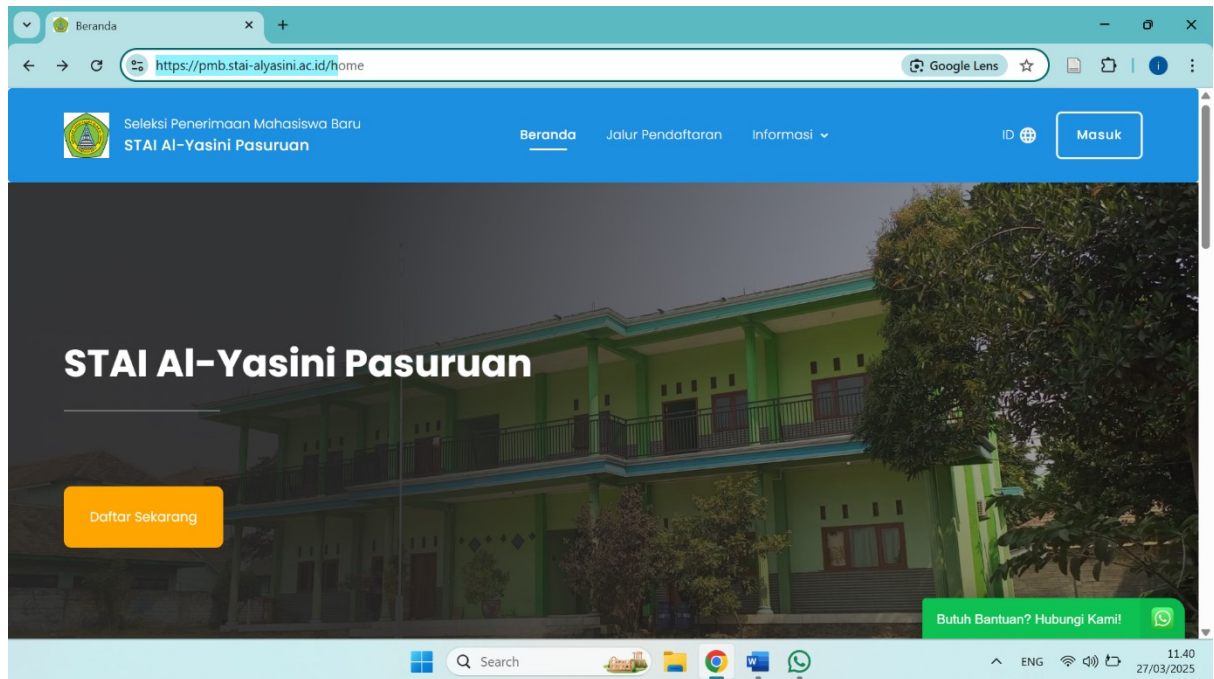 Beranda
https://pmb.stai-alyasini.ac.id/home
Google Lens
i
Seleksi Penerimaan Mahasiswa Baru
STAI Al-Yasini Pasuruan
Beranda
Jalur Pendaftaran
Informasi
ID
Masuk
STAI Al-Yasini Pasuruan
Daftar Sekarang
Butuh Bantuan? Hubungi Kami!
Search
W
ENG
11.40
27/03/2025